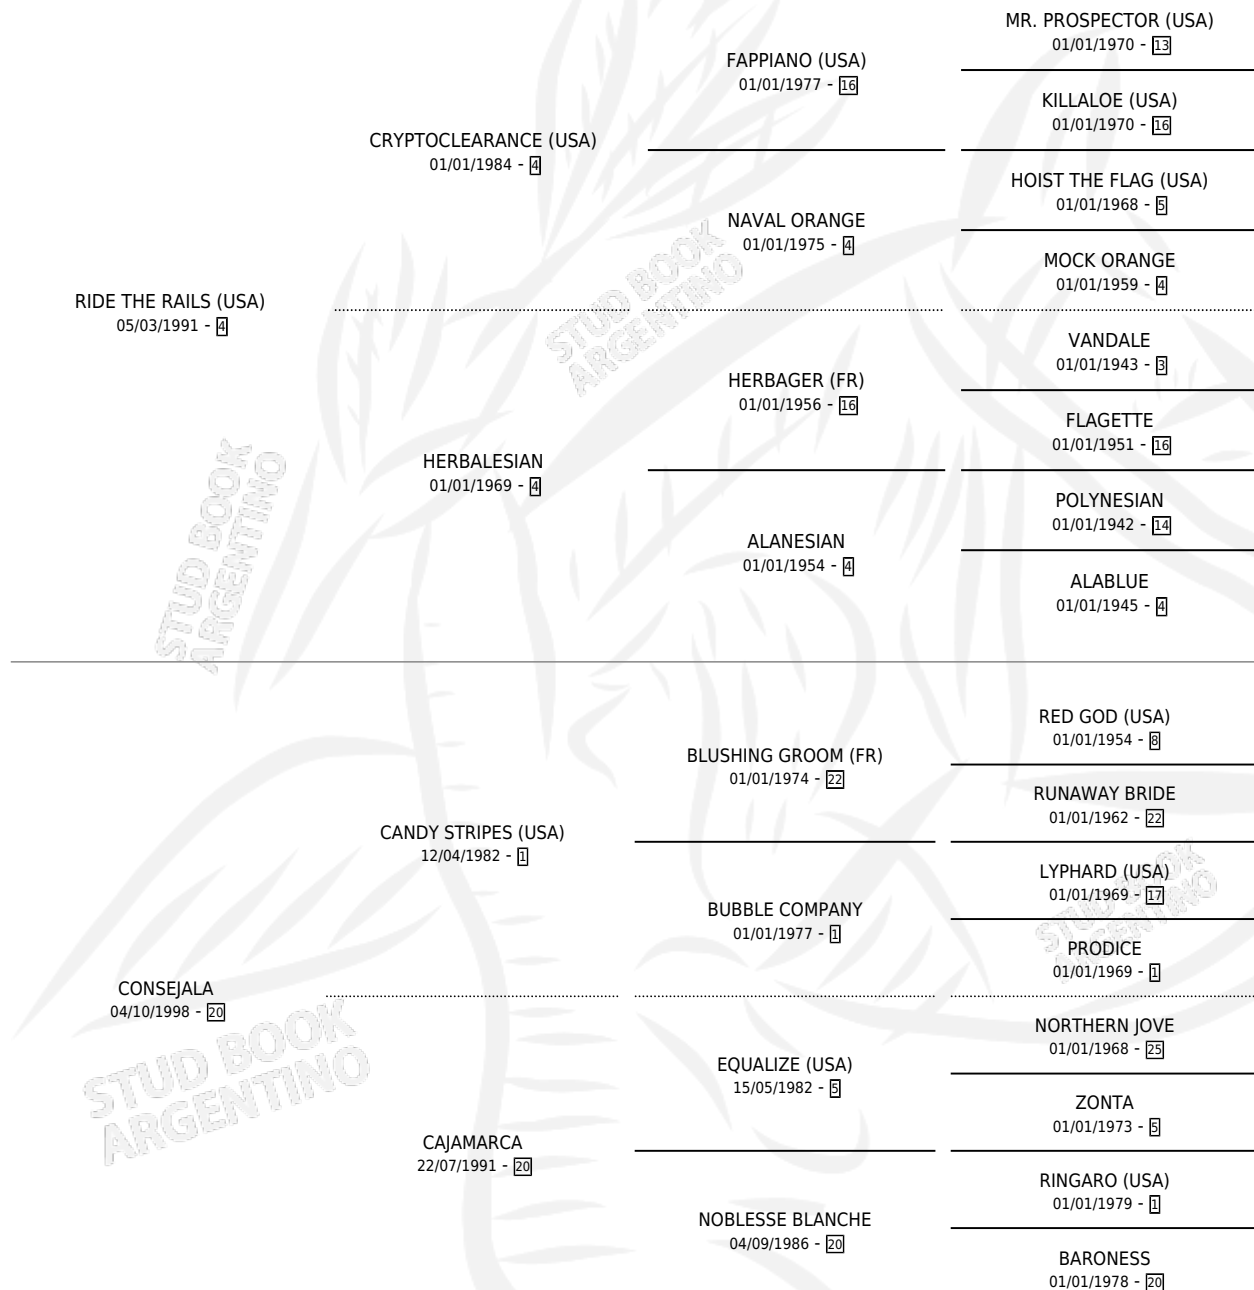 MR. PROSPECTOR (USA)
01/01/1970 - 13
FAPPIANO (USA)
01/01/1977 - 16
KILLALOE (USA)
01/01/1970 - 16
CRYPTOCLEARANCE (USA)
01/01/1984 - 4
HOIST THE FLAG (USA)
01/01/1968 - 5
NAVAL ORANGE
01/01/1975 - 4
MOCK ORANGE
01/01/1959 - 4
RIDE THE RAILS (USA)
05/03/1991 - 4
VANDALE
01/01/1943 - 3
HERBAGER (FR)
01/01/1956 - 16
FLAGETTE
01/01/1951 - 16
HERBALESIAN
01/01/1969 - 4
POLYNESIAN
01/01/1942 - 14
ALANESIAN
01/01/1954 - 4
ALABLUE
01/01/1945 - 4
RED GOD (USA)
01/01/1954 - 8
BLUSHING GROOM (FR)
01/01/1974 - 22
RUNAWAY BRIDE
01/01/1962 - 22
CANDY STRIPES (USA)
12/04/1982 - 1
LYPHARD (USA)
01/01/1969 - 17
BUBBLE COMPANY
01/01/1977 - 1
PRODICE
01/01/1969 - 1
CONSEJALA
04/10/1998 - 20
NORTHERN JOVE
01/01/1968 - 25
EQUALIZE (USA)
15/05/1982 - 5
ZONTA
01/01/1973 - 5
CAJAMARCA
22/07/1991 - 20
RINGARO (USA)
01/01/1979 - 1
NOBLESSE BLANCHE
04/09/1986 - 20
BARONESS
01/01/1978 - 20
STUD BOOK
ARGENTINO
STUD BOOK
ARGENTINO
STUD BOOK
ARGENTINO
STUD BOOK
ARGENTINO